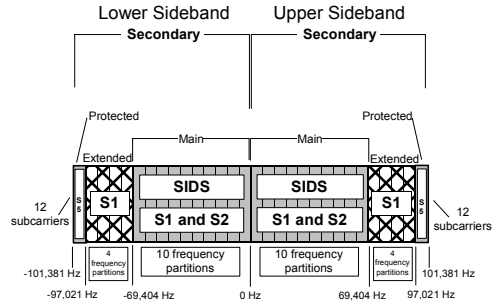 Lower Sideband
Upper Sideband
Secondary
Secondary
Protected
Protected
Main
Main
Extended
Extended
12
subcarriers
S
5
S1
SIDS
S1 and S2
SIDS
S1 and S2
S1
S
5
12
subcarriers
4
frequency
partitions
10 frequency
partitions
10 frequency
partitions
4
frequency
partitions
-101,381 Hz
101,381 Hz
-97,021 Hz
-69,404 Hz
0 Hz
69,404 Hz
97,021 Hz